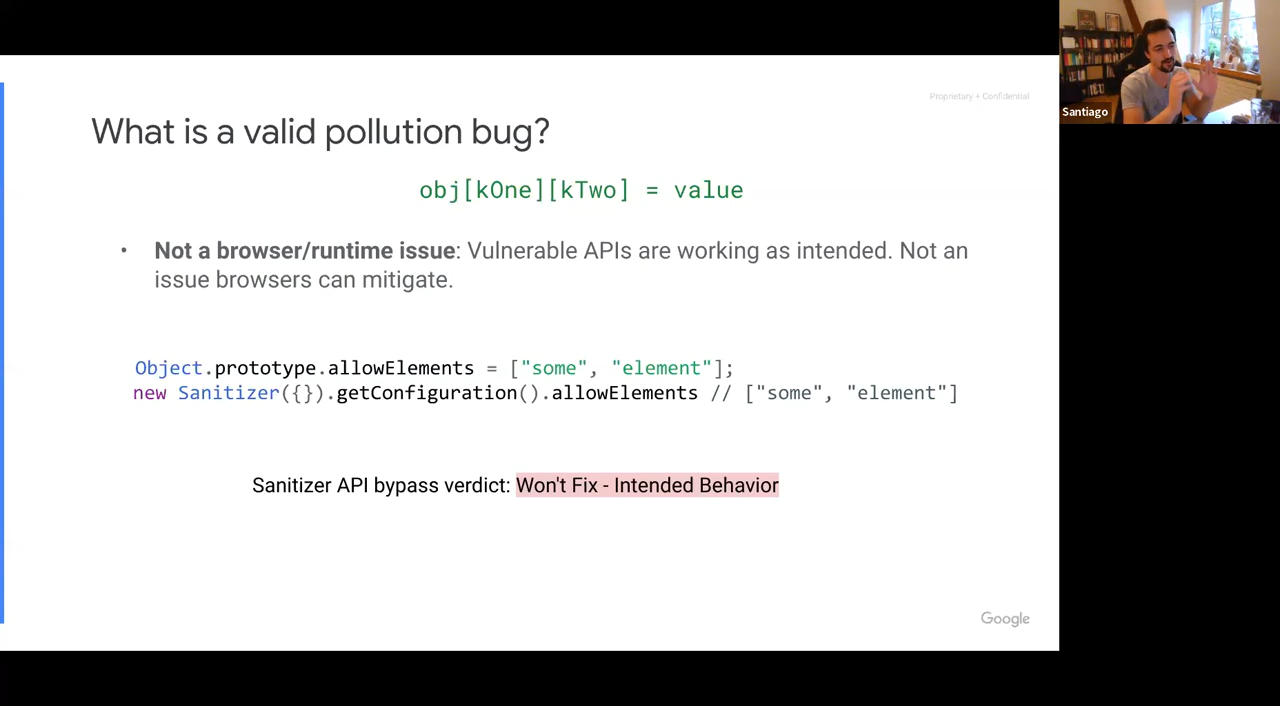 Proprietary + Confidential
Santiago
What is a valid pollution bug?
obj[kOne][kTwo] = value
• Not a browser/runtime issue: Vulnerable APIs are working as intended. Not an
issue browsers can mitigate.
Object.prototype.allowElements = ["some", "element"];
new Sanitizer({}).getConfiguration().allowElements // ["some", "element"]
Sanitizer API bypass verdict: Won't Fix - Intended Behavior
Google